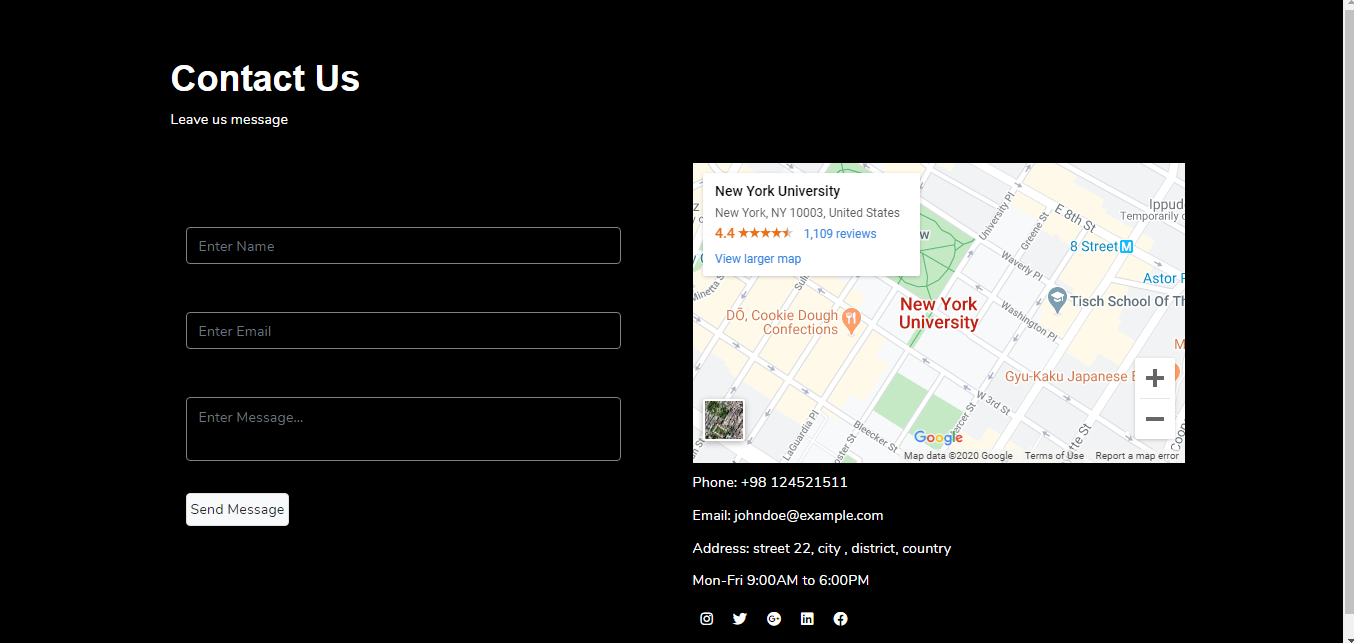 Contact Us
Leave us message
Enter Name
Enter Email
Enter Message...
Send Message
New York University
New York, NY 10003, United States
4.4 1,109 reviews
View larger map
University Pl
Greene St
E 8th St
Ippud
Temporarily c
8 Street M
Astor
Waverly Pl
Minetta S
Washington Pl
Tisch School Of Th
New York
University
DŌ, Cookie Dough
Confections
Gyu-Kaku Japanese
W 3rd St
LaGuardia Pl
Bleecker St
ercer St
oster St
Google
Map data ©2020 Google Terms of Use Report a map error
Phone: +98 124521511
Email: johndoe@example.com
Address: street 22, city , district, country
Mon-Fri 9:00AM to 6:00PM